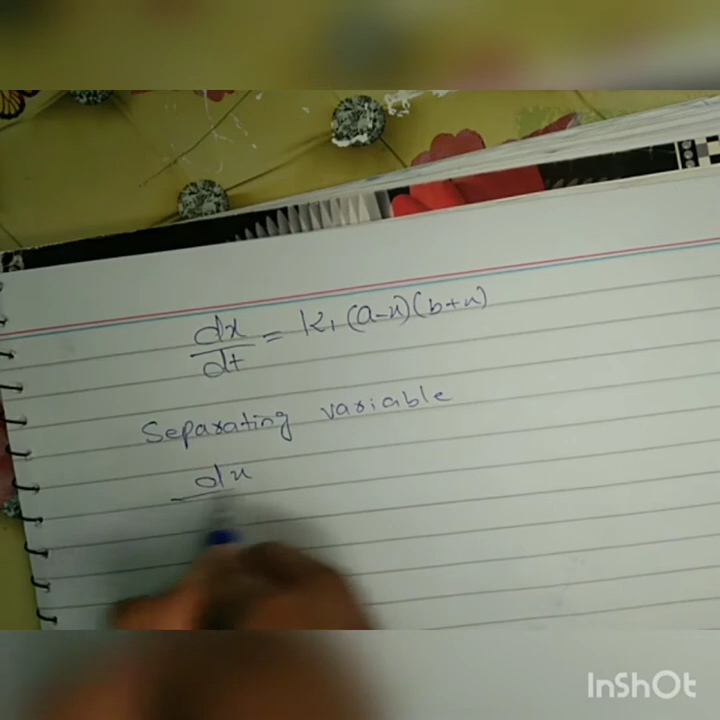 dx/dt = K₁ (a-x)(b+x)
Separating variable
dx
InShOt